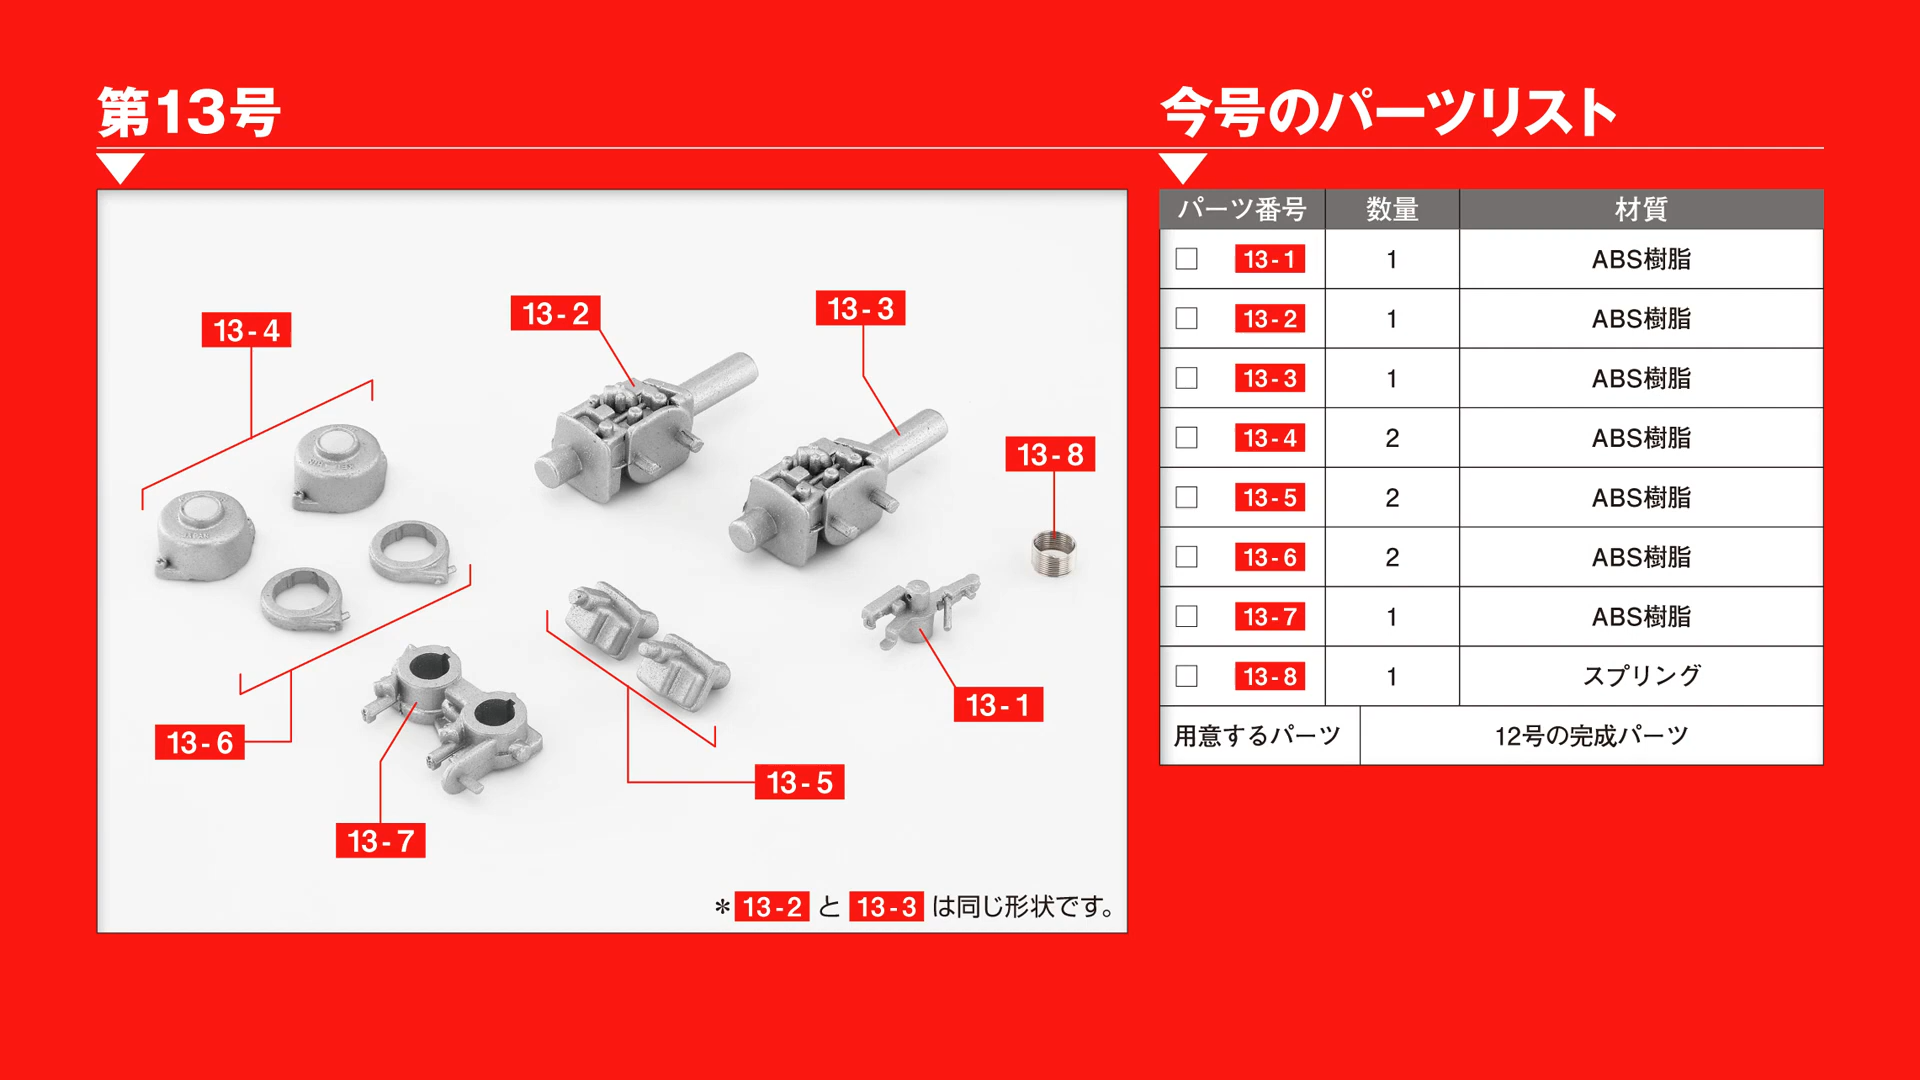 第13号
今号のパーツリスト
13-4
13-2
13-3
13-8
13-1
13-6
13-5
13-7
＊13-2と13-3は同じ形状です。
パーツ番号 数量 材質
□ 13-1 1 ABS樹脂
□ 13-2 1 ABS樹脂
□ 13-3 1 ABS樹脂
□ 13-4 2 ABS樹脂
□ 13-5 2 ABS樹脂
□ 13-6 2 ABS樹脂
□ 13-7 1 ABS樹脂
□ 13-8 1 スプリング
用意するパーツ 12号の完成パーツ